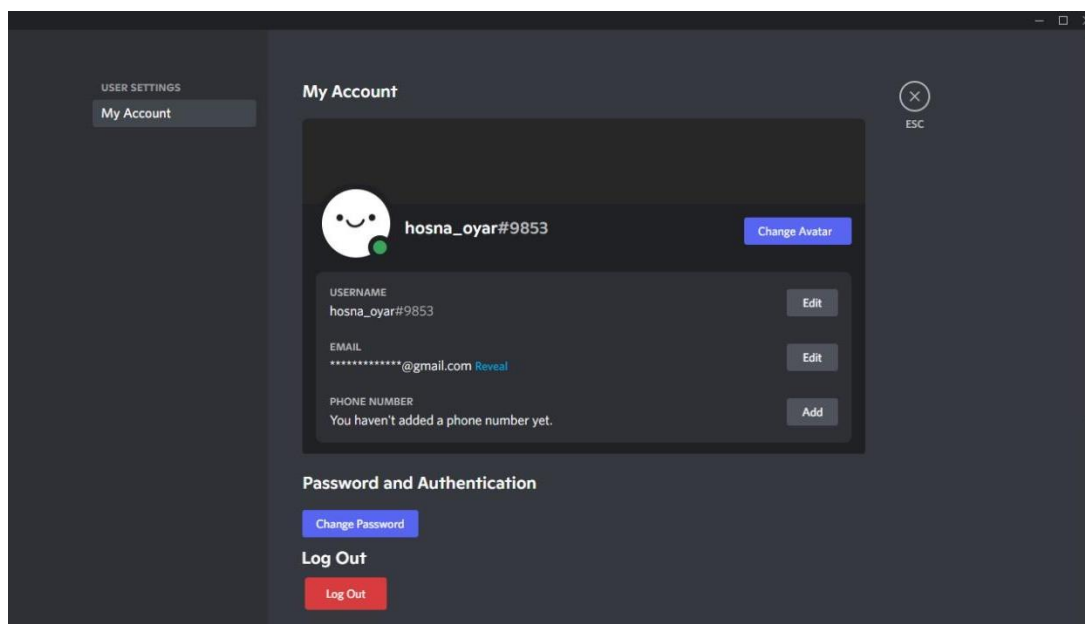 USER SETTINGS
My Account
My Account
ESC
hosna_oyar#9853
Change Avatar
USERNAME
hosna_oyar#9853
Edit
EMAIL
*************@gmail.com Reveal
Edit
PHONE NUMBER
You haven't added a phone number yet.
Add
Password and Authentication
Change Password
Log Out
Log Out